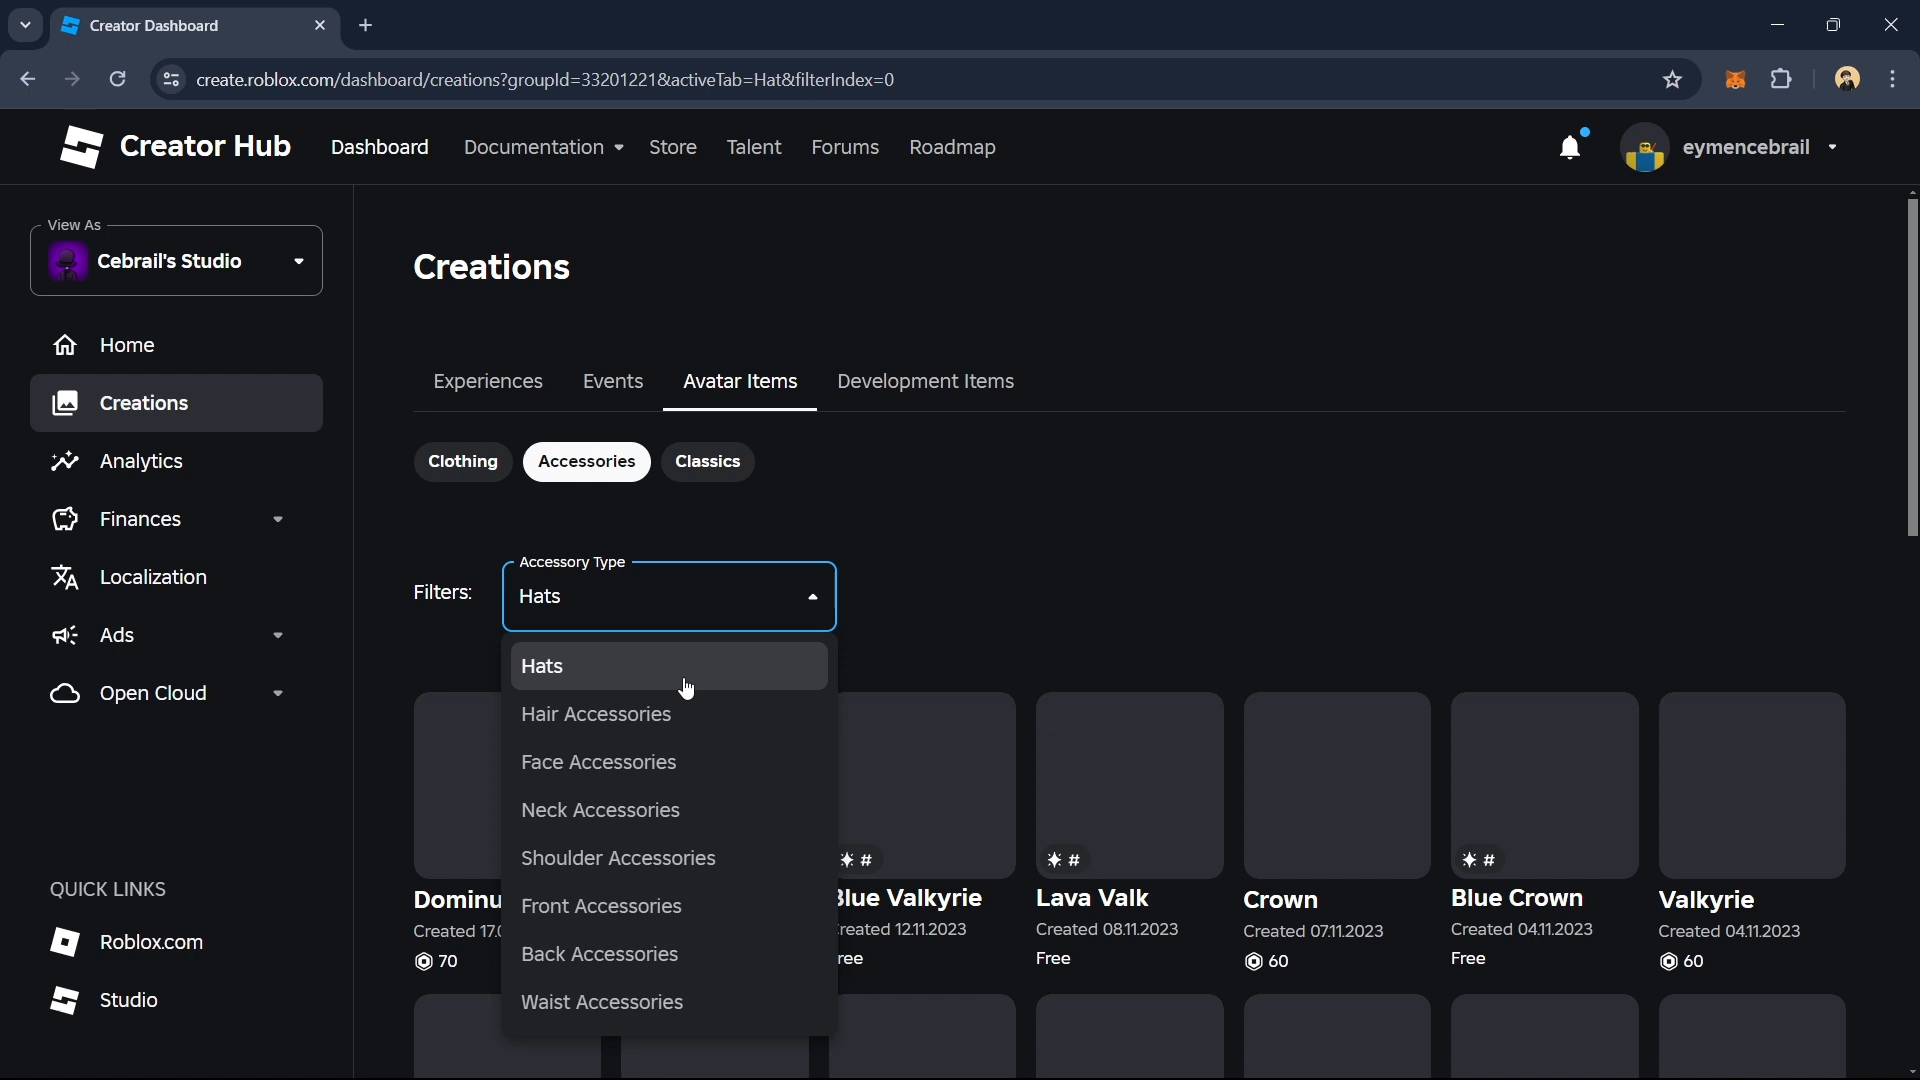 Creator Dashboard
create.roblox.com/dashboard/creations?groupId=33201221&activeTab=Hat&filterIndex=0
Creator Hub
Dashboard
Documentation
Store
Talent
Forums
Roadmap
eymencebrail
View As
Cebrail's Studio
Home
Creations
Analytics
Finances
Localization
Ads
Open Cloud
QUICK LINKS
Roblox.com
Studio
Creations
Experiences
Events
Avatar Items
Development Items
Clothing
Accessories
Classics
Filters:
Accessory Type
Hats
Hats
Hair Accessories
Face Accessories
Neck Accessories
Shoulder Accessories
Front Accessories
Back Accessories
Waist Accessories
Dominu
Created 17.0
70
#
Blue Valkyrie
reated 12.11.2023
ree
#
Lava Valk
Created 08.11.2023
Free
Crown
Created 07.11.2023
60
#
Blue Crown
Created 04.11.2023
Free
Valkyrie
Created 04.11.2023
60